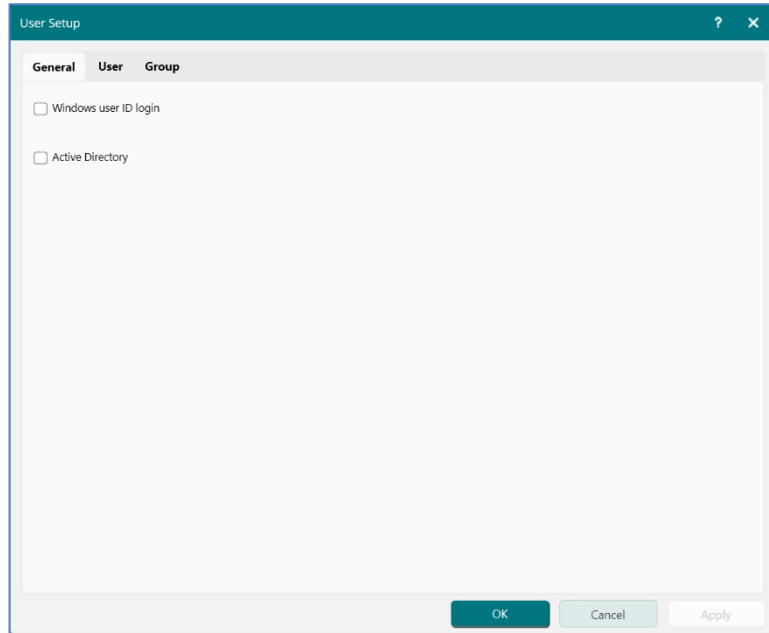 User Setup ?
General User Group
Windows user ID login
Active Directory
OK Cancel Apply